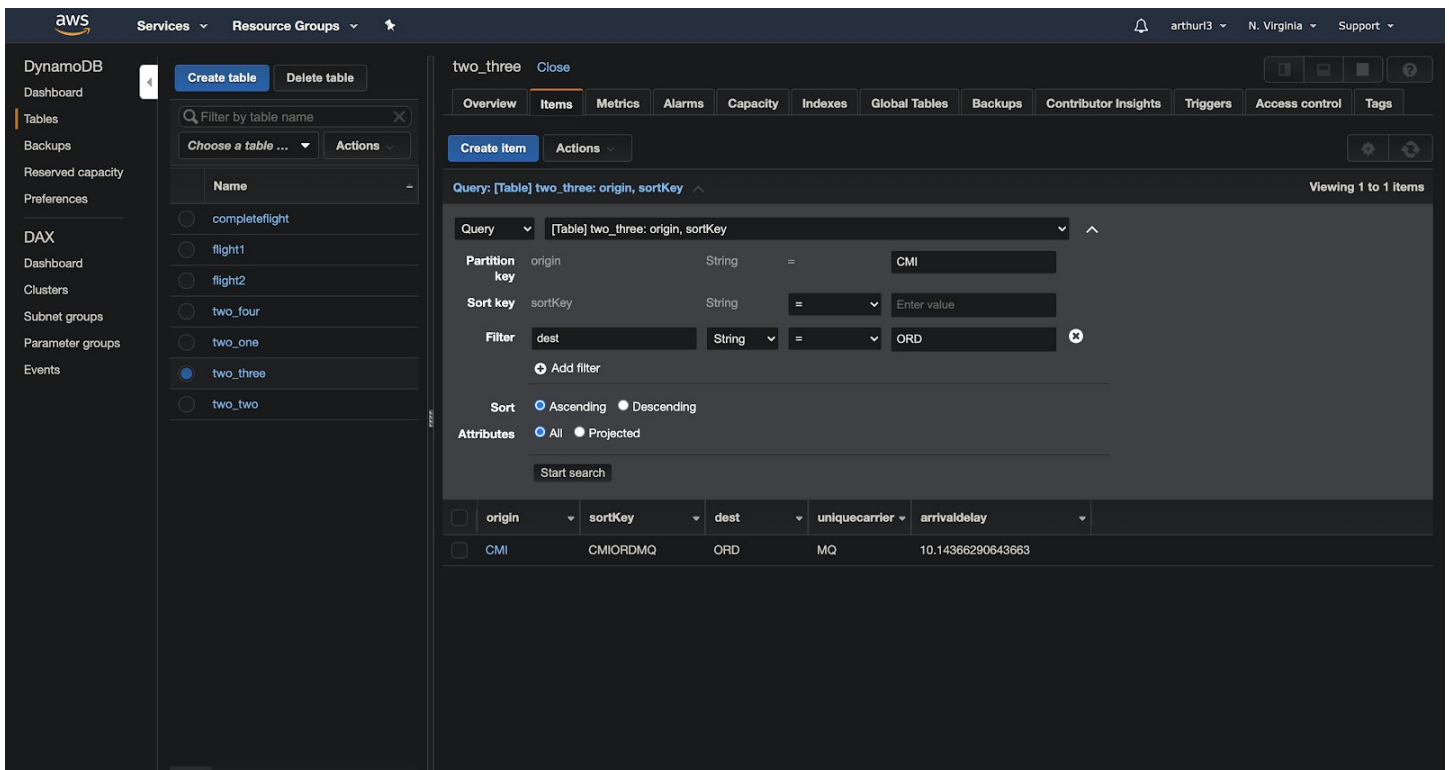 aws Services Resource Groups arthurl3 N. Virginia Support
DynamoDB
Dashboard
Tables
Backups
Reserved capacity
Preferences
DAX
Dashboard
Clusters
Subnet groups
Parameter groups
Events
Create table Delete table
Filter by table name
Choose a table ... Actions
Name
completeflight
flight1
flight2
two_four
two_one
two_three
two_two
two_three Close
Overview Items Metrics Alarms Capacity Indexes Global Tables Backups Contributor Insights Triggers Access control Tags
Create item Actions
Query: [Table] two_three: origin, sortKey Viewing 1 to 1 items
Query [Table] two_three: origin, sortKey
Partition key origin String = CMI
Sort key sortKey String = Enter value
Filter dest String = ORD
Add filter
Sort Ascending Descending
Attributes All Projected
Start search
origin sortKey dest uniquecarrier arrivaldelay
CMI CMIORDMQ ORD MQ 10.14366290643663